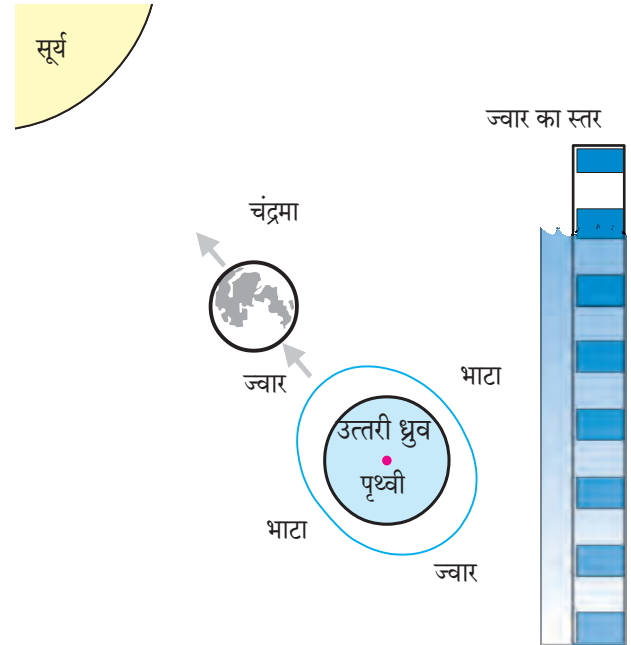 सूर्य
ज्वार का स्तर
चंद्रमा
ज्वार
भाटा
उत्तरी ध्रुव
पृथ्वी
भाटा
ज्वार